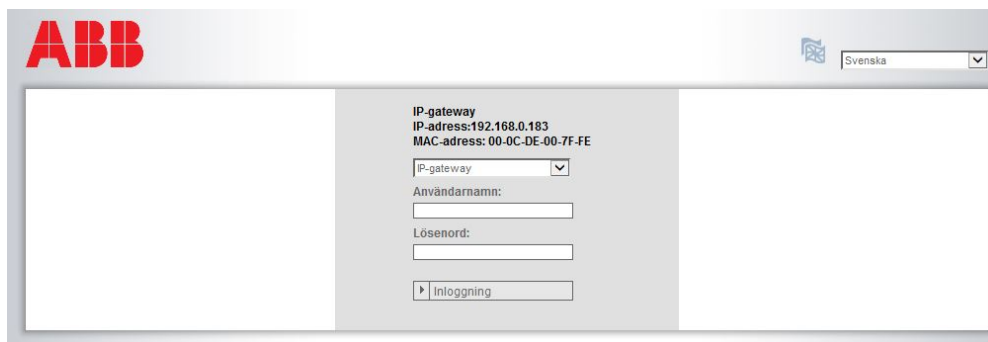 ABB
Svenska
IP-gateway
IP-adress:192.168.0.183
MAC-adress: 00-0C-DE-00-7F-FE
IP-gateway
Användarnamn:
Lösenord:
Inloggning